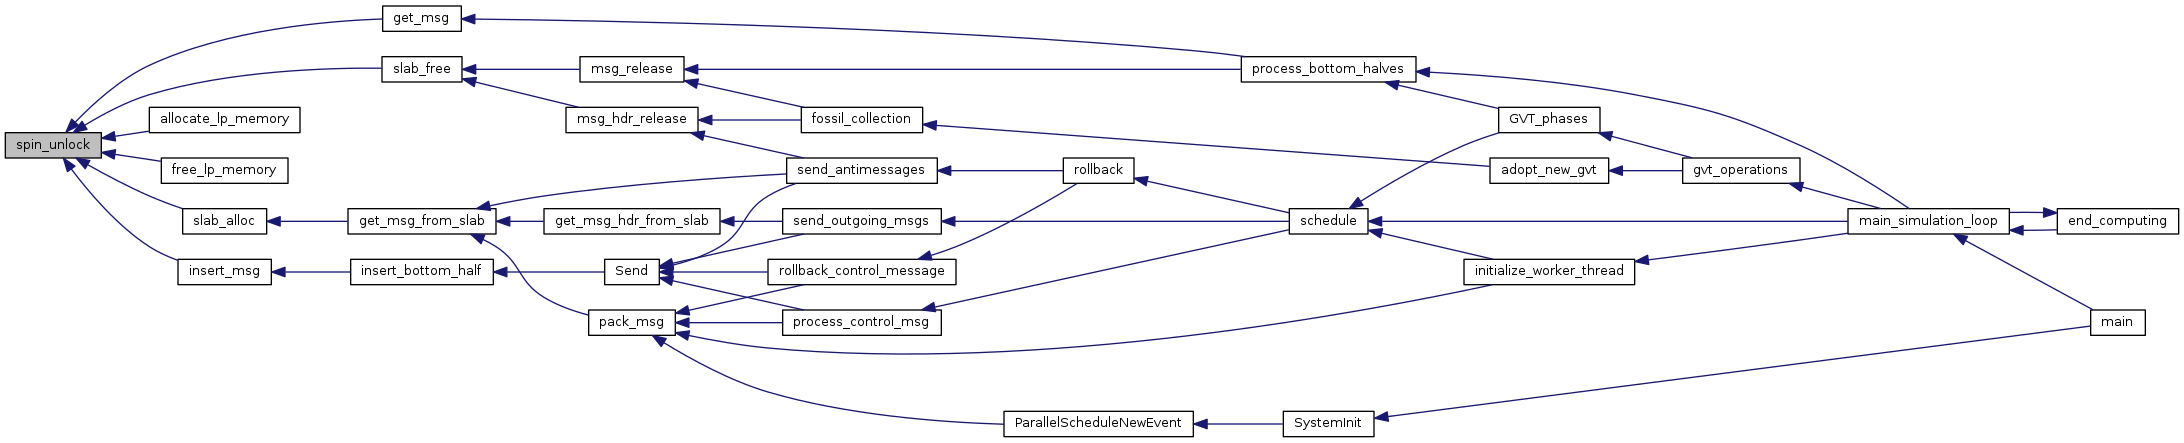 get_msg
slab_free
msg_release
process_bottom_halves
allocate_lp_memory
msg_hdr_release
fossil_collection
GVT_phases
spin_unlock
free_lp_memory
send_antimessages
rollback
adopt_new_gvt
gvt_operations
slab_alloc
get_msg_from_slab
get_msg_hdr_from_slab
send_outgoing_msgs
schedule
main_simulation_loop
end_computing
insert_msg
insert_bottom_half
Send
rollback_control_message
initialize_worker_thread
pack_msg
process_control_msg
main
ParallelScheduleNewEvent
SystemInit